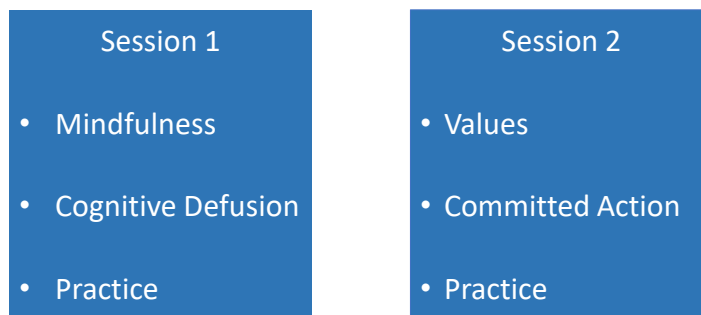 Session 1
• Mindfulness
• Cognitive Defusion
• Practice
Session 2
• Values
• Committed Action
• Practice